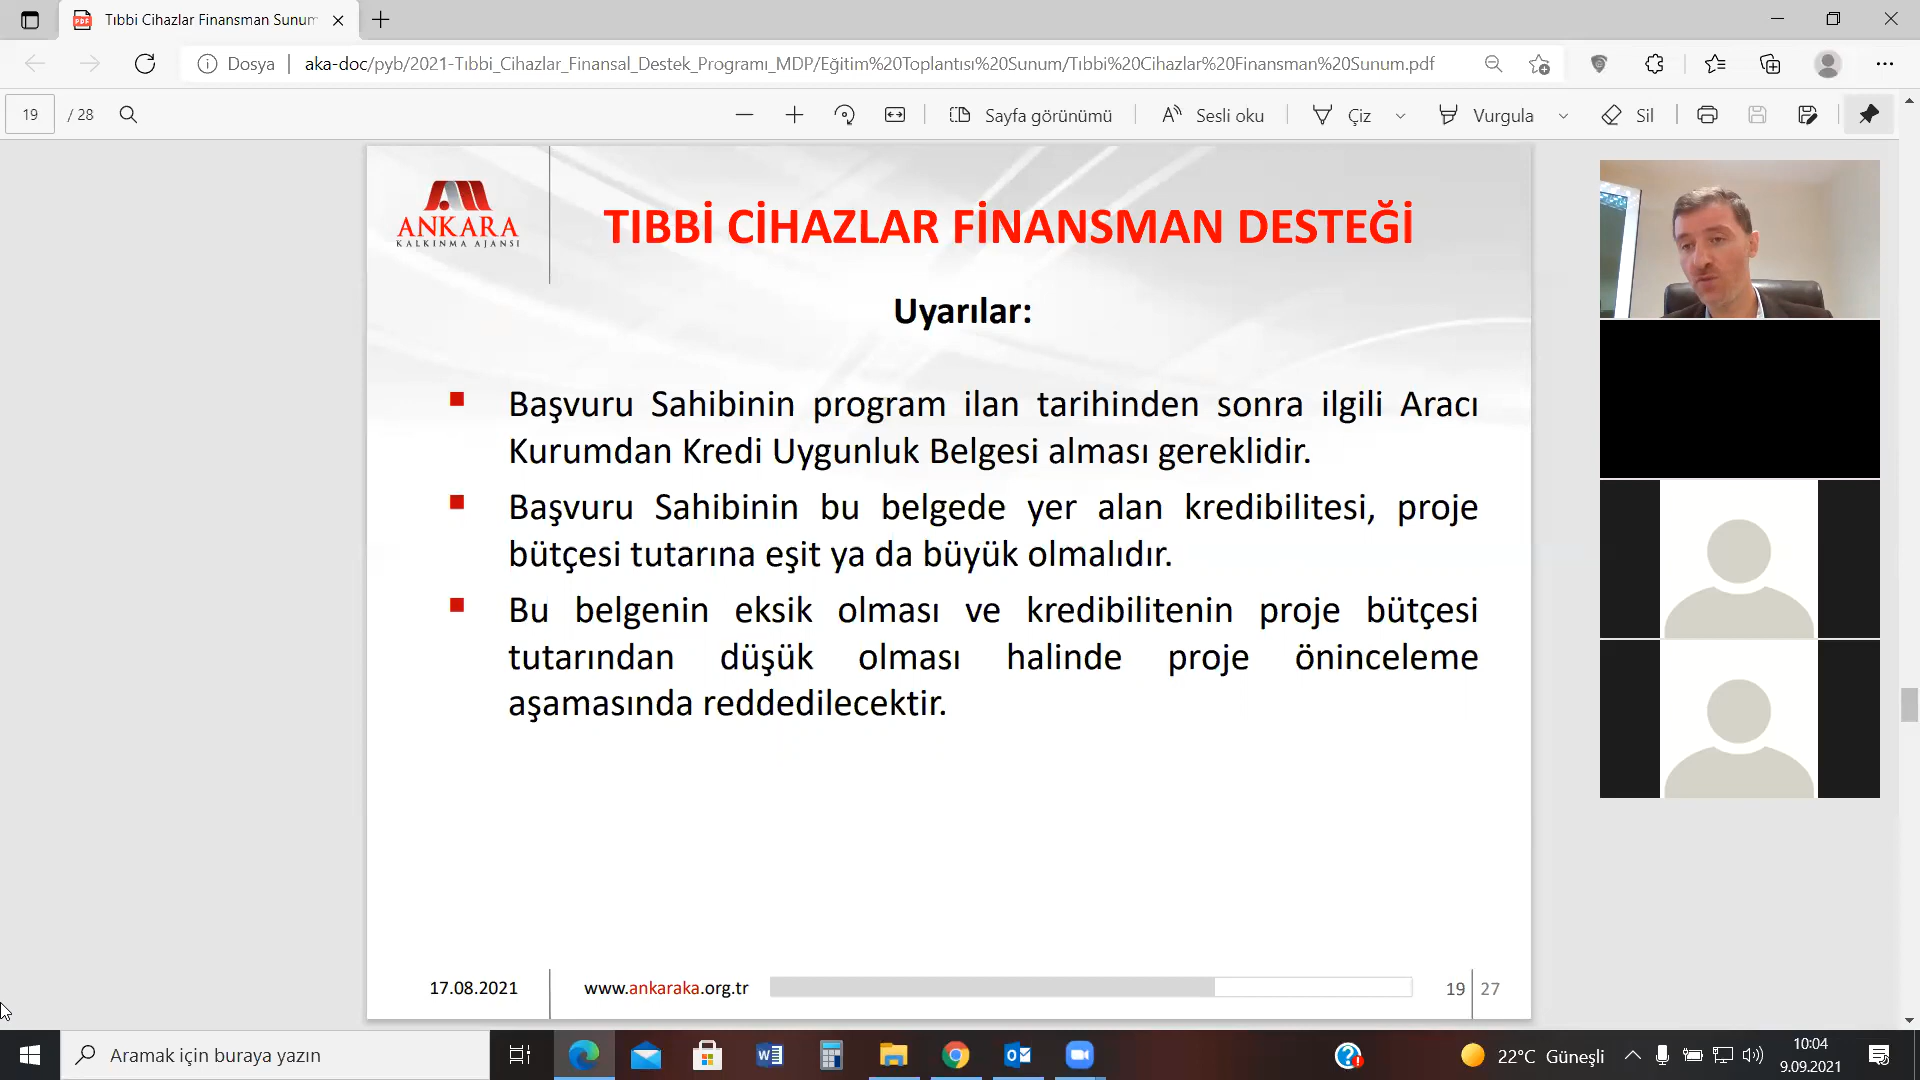 Tıbbi Cihazlar Finansman Sunum
Dosya
aka-doc/pyb/2021-Tıbbi_Cihazlar_Finansal_Destek_Programı_MDP/Eğitim%20Toplantısı%20Sunum/Tıbbi%20Cihazlar%20Finansman%20Sunum.pdf
19 / 28
Sayfa görünümü
Sesli oku
Çiz
Vurgula
Sil
ANKARA
KALKINMA AJANSI
TIBBİ CİHAZLAR FİNANSMAN DESTEĞİ
Uyarılar:
Başvuru Sahibinin program ilan tarihinden sonra ilgili Aracı
Kurumdan Kredi Uygunluk Belgesi alması gereklidir.
Başvuru Sahibinin bu belgede yer alan kredibilitesi, proje
bütçesi tutarına eşit ya da büyük olmalıdır.
Bu belgenin eksik olması ve kredibilitenin proje bütçesi
tutarından düşük olması halinde proje öninceleme
aşamasında reddedilecektir.
17.08.2021
www.ankaraka.org.tr
19 27
Aramak için buraya yazın
22°C Güneşli
10:04
9.09.2021